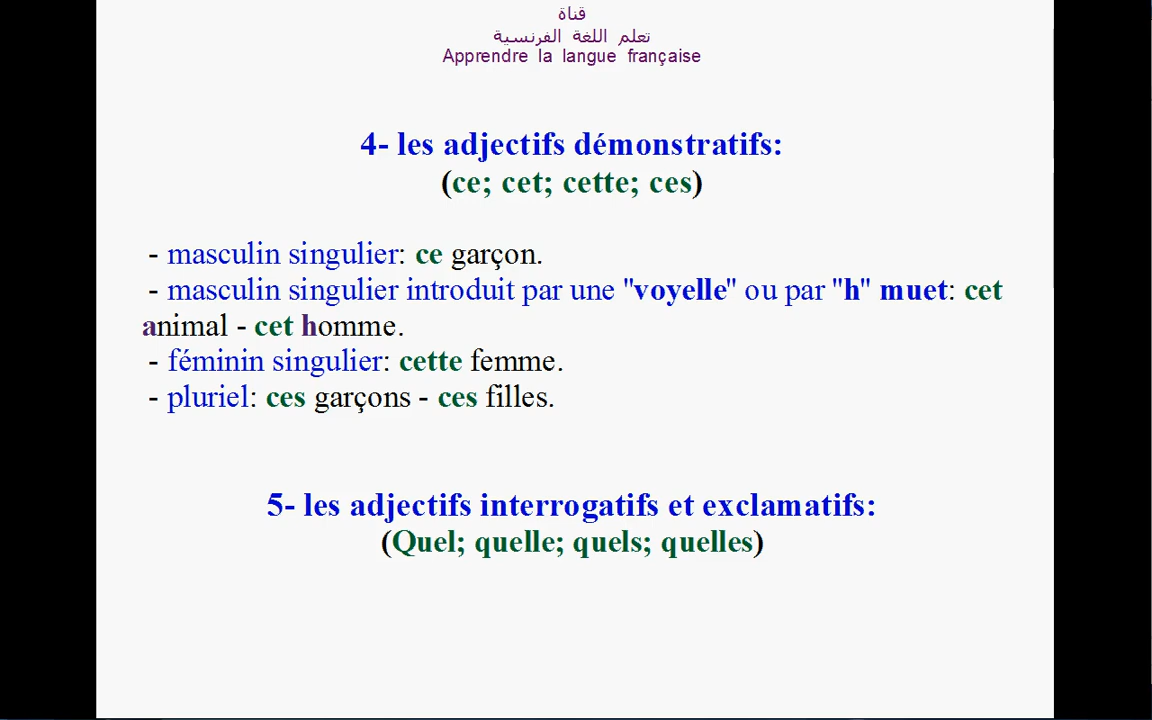 قناة
تعلم اللغة الفرنسية
Apprendre la langue française
4- les adjectifs démonstratifs:
(ce; cet; cette; ces)
- masculin singulier: ce garçon.
- masculin singulier introduit par une "voyelle" ou par "h" muet: cet
animal - cet homme.
- féminin singulier: cette femme.
- pluriel: ces garçons - ces filles.
5- les adjectifs interrogatifs et exclamatifs:
(Quel; quelle; quels; quelles)